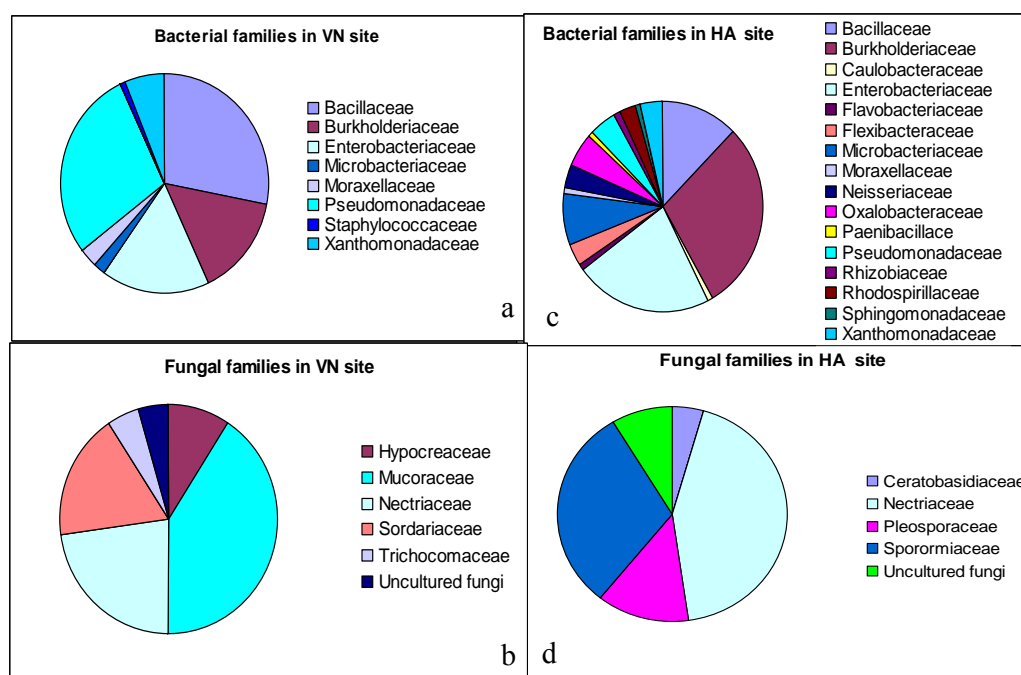 Bacterial families in VN site
Bacillaceae
Burkholderiaceae
Enterobacteriaceae
Microbacteriaceae
Moraxellaceae
Pseudomonadaceae
Staphylococcaceae
Xanthomonadaceae
a
Bacterial families in HA site
Bacillaceae
Burkholderiaceae
Caulobacteraceae
Enterobacteriaceae
Flavobacteriaceae
Flexibacteraceae
Microbacteriaceae
Moraxellaceae
Neisseriaceae
Oxalobacteraceae
Paenibacillace
Pseudomonadaceae
Rhizobiaceae
Rhodospirillaceae
Sphingomonadaceae
Xanthomonadaceae
c
Fungal families in VN site
Hypocreaceae
Mucoraceae
Nectriaceae
Sordariaceae
Trichocomaceae
Uncultured fungi
b
Fungal families in HA site
Ceratobasidiaceae
Nectriaceae
Pleosporaceae
Sporormiaceae
Uncultured fungi
d